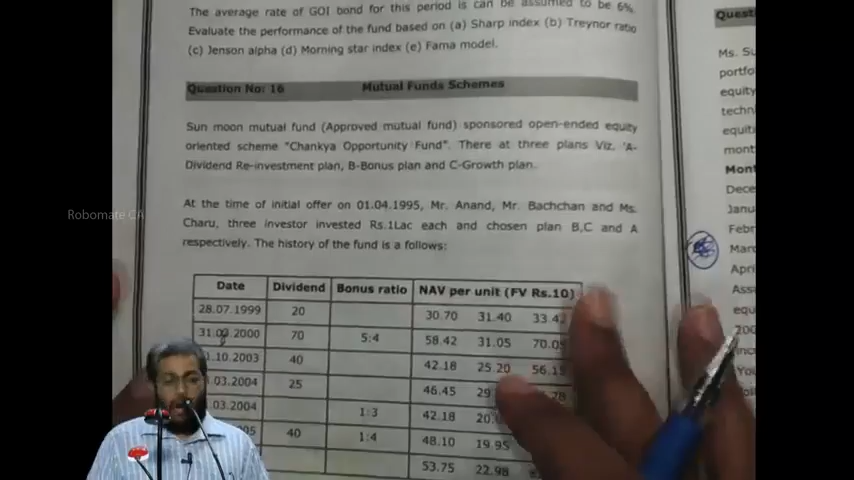 The average rate of GOI bond for this period is can be assumed to be 6%.
Evaluate the performance of the fund based on (a) Sharp index (b) Treynor ratio
(c) Jenson alpha (d) Morning star index (e) Fama model.
Question No: 16 Mutual Funds Schemes
Sun moon mutual fund (Approved mutual fund) sponsored open-ended equity
oriented scheme "Chankya Opportunity Fund". There at three plans Viz. 'A-
Dividend Re-investment plan, B-Bonus plan and C-Growth plan.
At the time of initial offer on 01.04.1995, Mr. Anand, Mr. Bachchan and Ms.
Charu, three investor invested Rs.1Lac each and chosen plan B,C and A
respectively. The history of the fund is a follows:
Date Dividend Bonus ratio NAV per unit (FV Rs.10)
28.07.1999 20 30.70 31.40 33.42
31.03.2000 70 5:4 58.42 31.05 70.05
.10.2003 40 42.18 25.20 56.15
.03.2004 25 46.45 29
.03.2004 1:3 42.18
1:4 40 48.10 19.95
53.75 22.98
Robomate CA
Ms. Su
portfo
equity
techn
equiti
mont
Mon
Dece
Janu
Febr
Marc
April
Ass
equ